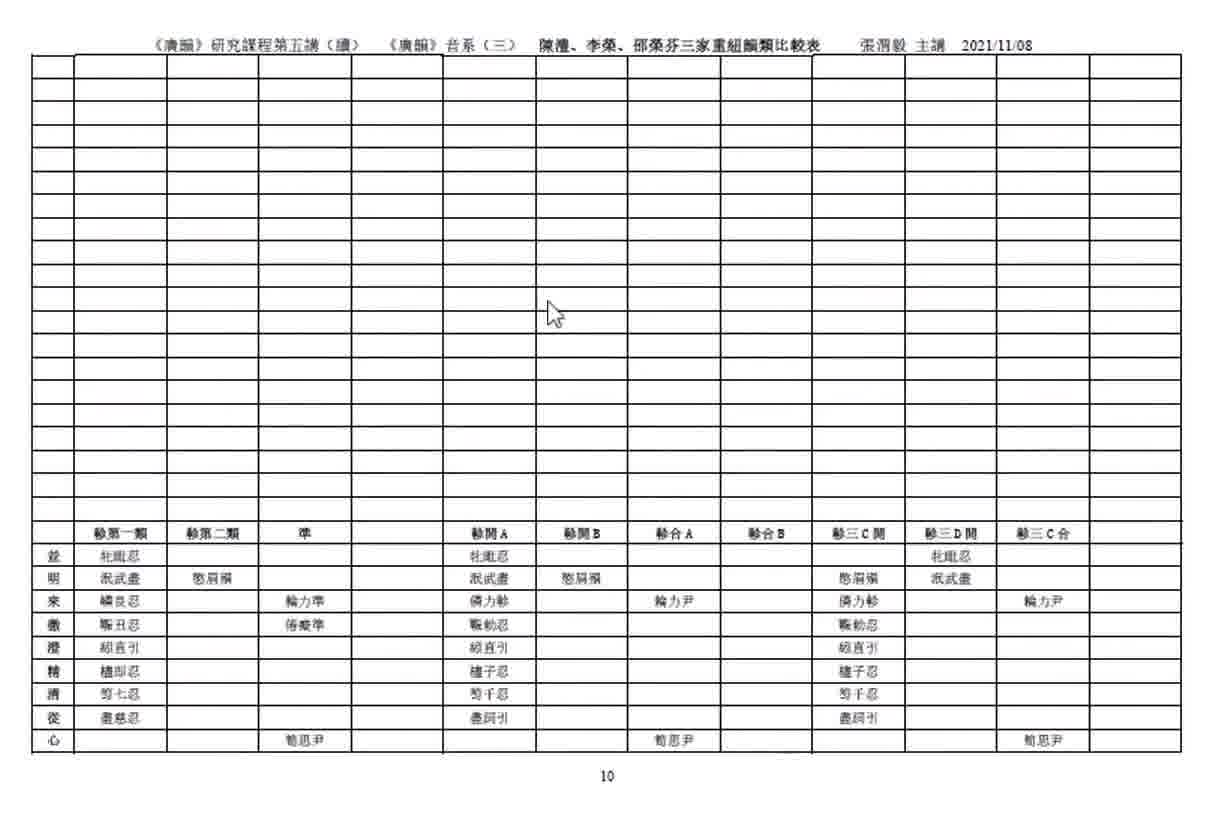 《廣韻》研究課程第五講（續） 《廣韻》音系（三） 陳澧、李榮、邵榮芬三家重紐韻類比較表 張渭毅 主講 2021/11/08
軫第一類 軫第二類 準 軫開A 軫開B 軫合A 軫合B 軫三C開 軫三D開 軫三C合
並 牝毗忍 牝毗忍 牝毗忍
明 泯武盡 愍眉殞 泯武盡 愍眉殞 愍眉殞 泯武盡
來 嶙良忍 輪力準 嶙力軫 輪力尹 嶙力軫 輪力尹
徹 辴丑忍 偆癡準 辴勑忍 辴勑忍
澄 紖直引 紖直引 紖直引
精 榼即忍 榼子忍 榼子忍
清 笉七忍 笉千忍 笉千忍
從 盡慈忍 盡詞引 盡詞引
心 筍思尹 筍思尹 筍思尹
10